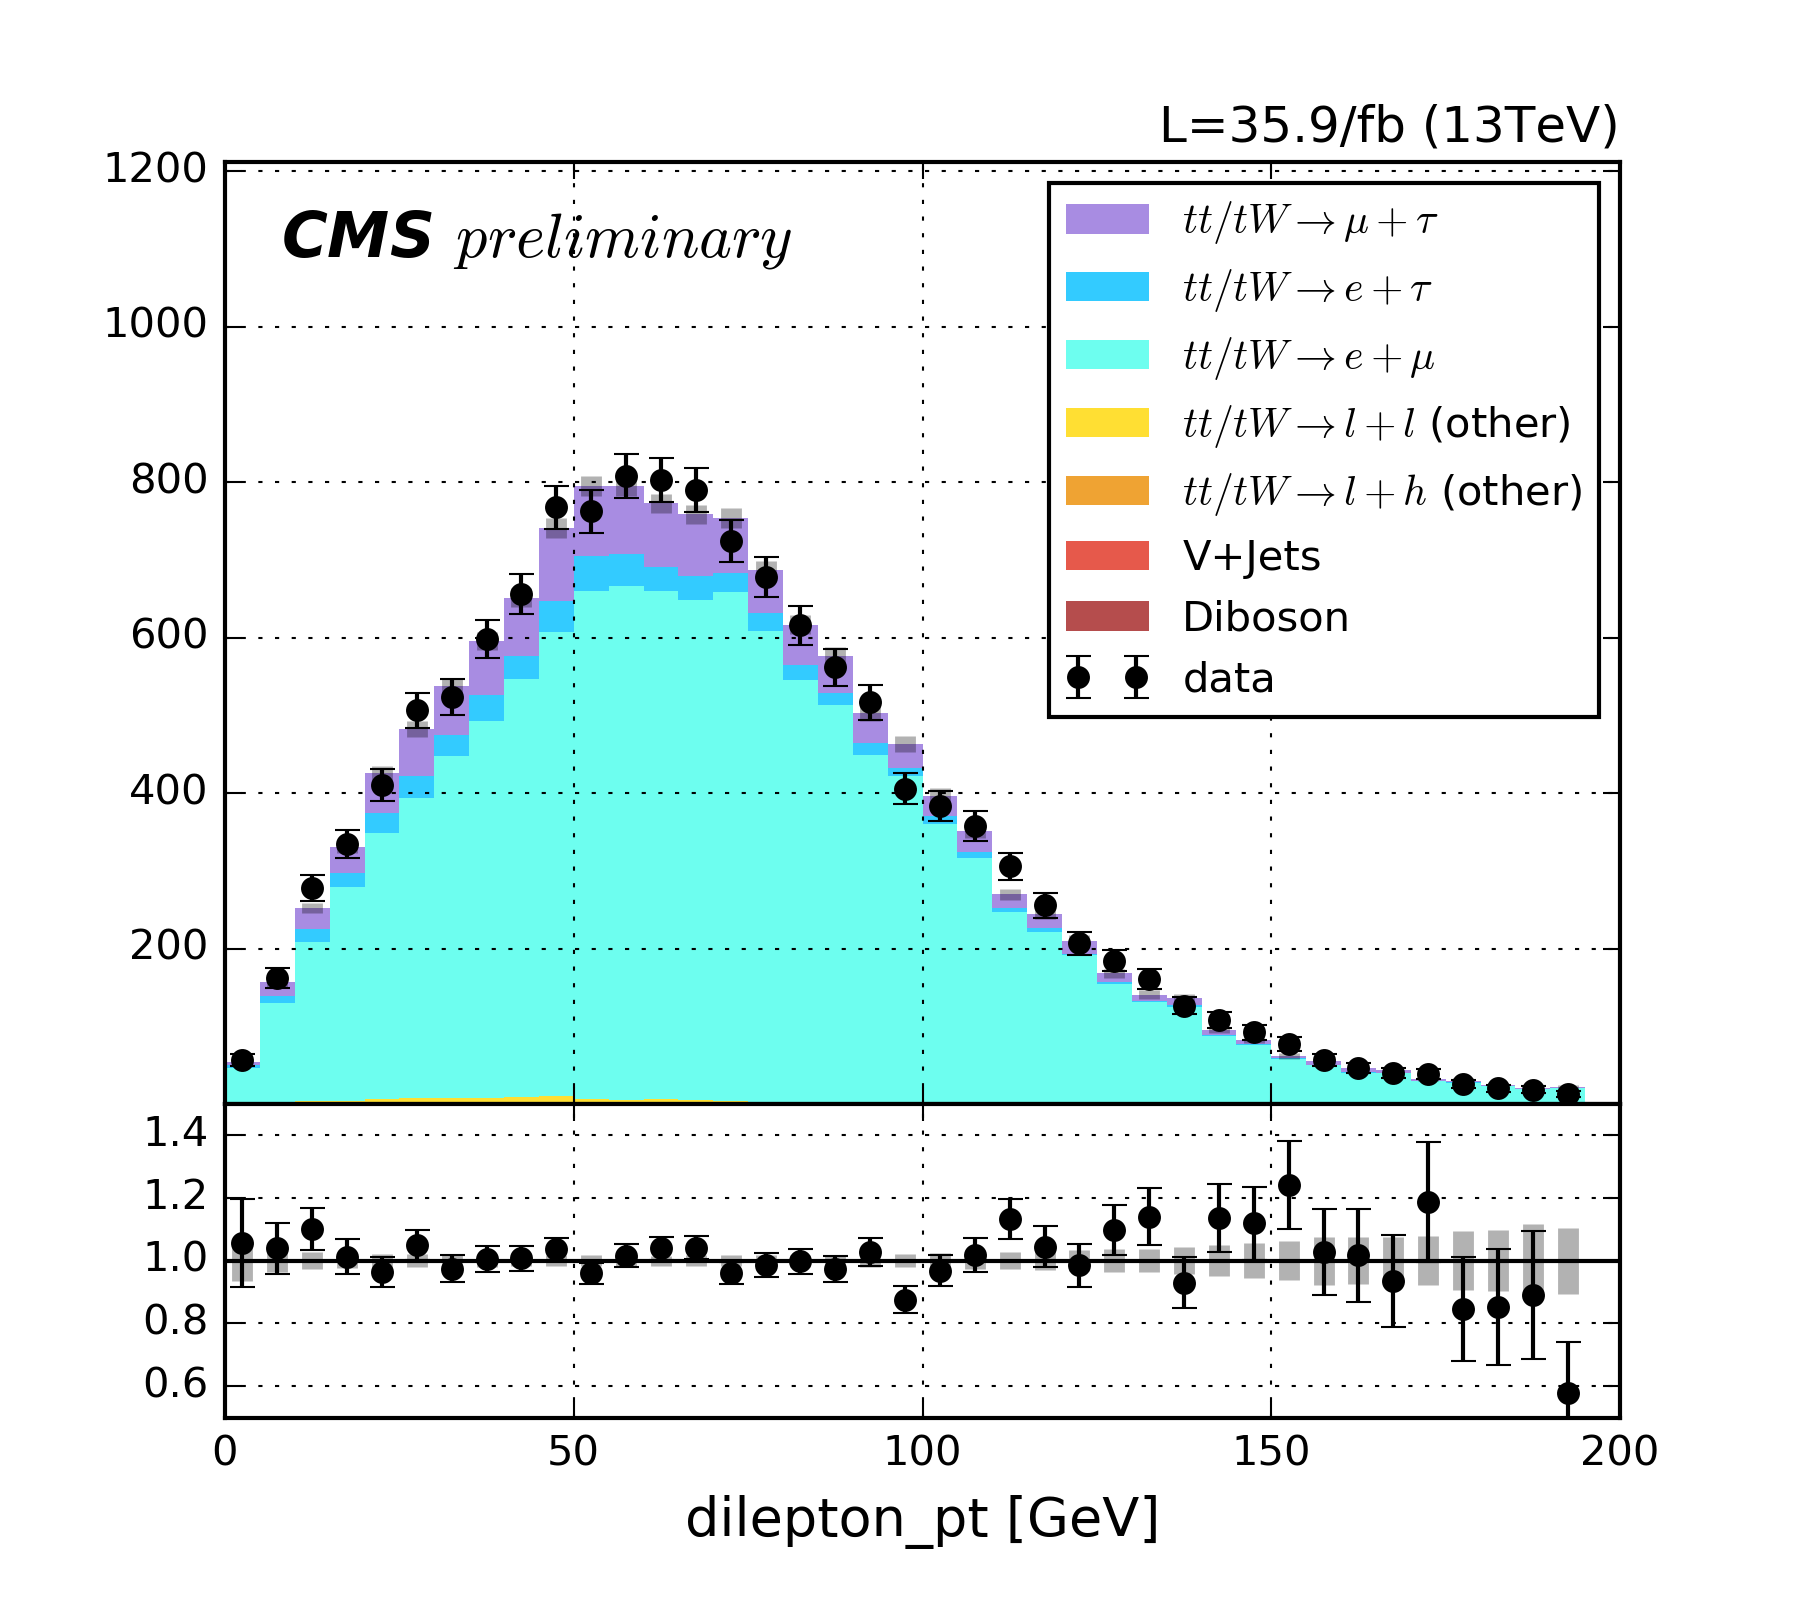 L=35.9/fb (13TeV)
CMS preliminary
1200
1000
800
600
400
200
tt/tW→μ+τ
tt/tW→e+τ
tt/tW→e+μ
tt/tW→l+l (other)
tt/tW→l+h (other)
V+Jets
Diboson
data
1.4
1.2
1.0
0.8
0.6
0 50 100 150 200
dilepton_pt [GeV]